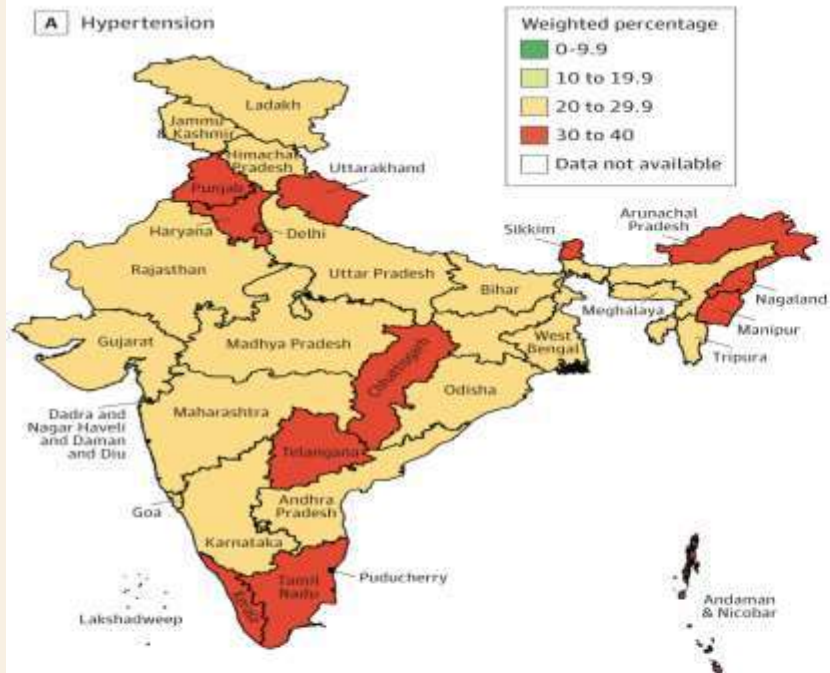 A Hypertension
Weighted percentage
0-9.9
10 to 19.9
20 to 29.9
30 to 40
Data not available
Ladakh
Jammu
& Kashmir
Himachal
Pradesh
Uttarakhand
Punjab
Haryana
Delhi
Rajasthan
Uttar Pradesh
Bihar
Sikkim
Arunachal
Pradesh
Nagaland
Meghalaya
Manipur
Tripura
West
Bengal
Gujarat
Madhya Pradesh
Chhattisgarh
Odisha
Dadra and
Nagar Haveli
and Daman
and Diu
Maharashtra
Telangana
Goa
Andhra
Pradesh
Karnataka
Tamil
Nadu
Kerala
Puducherry
Lakshadweep
Andaman
& Nicobar